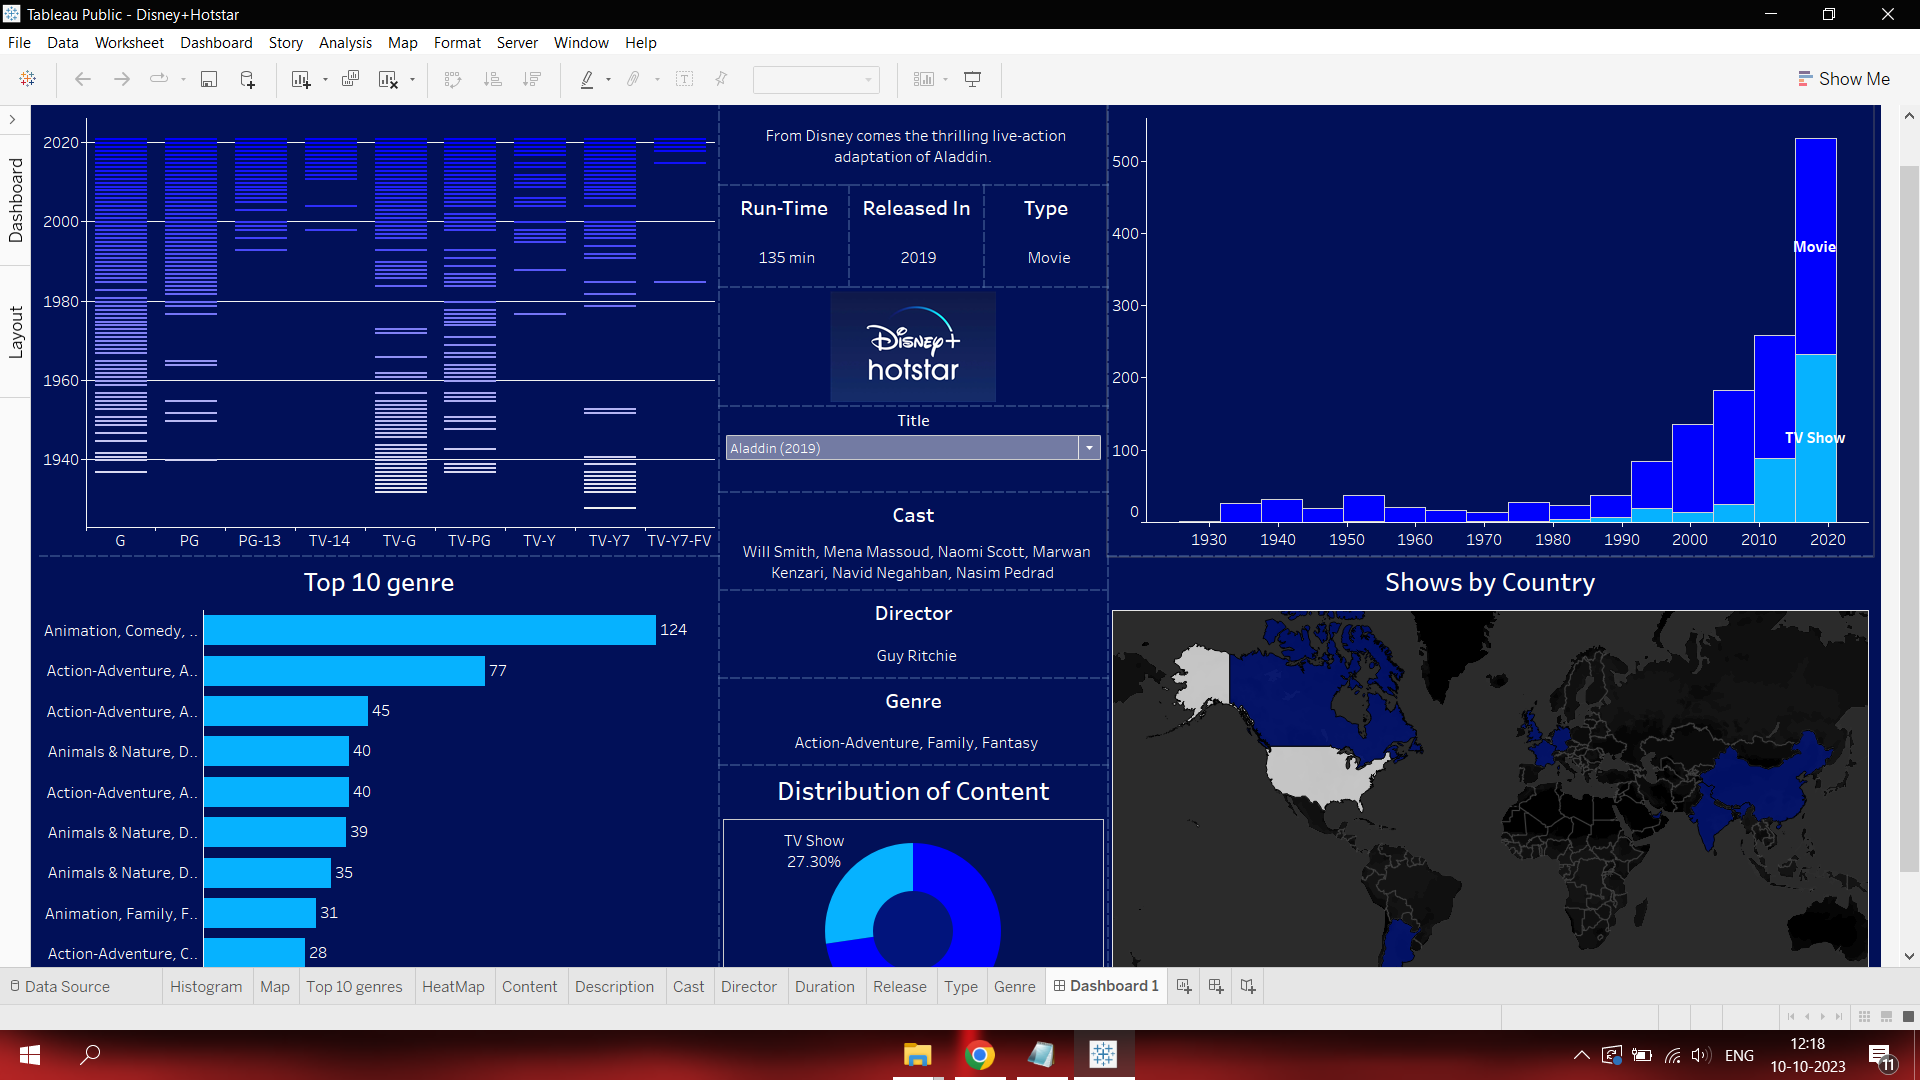 Tableau Public - Disney+Hotstar
File Data Worksheet Dashboard Story Analysis Map Format Server Window Help
Show Me
Dashboard
Layout
2020
2000
1980
1960
1940
G PG PG-13 TV-14 TV-G TV-PG TV-Y TV-Y7 TV-Y7-FV
From Disney comes the thrilling live-action
adaptation of Aladdin.
Run-Time Released In Type
135 min 2019 Movie
Disney+
hotstar
Title
Aladdin (2019)
Cast
Will Smith, Mena Massoud, Naomi Scott, Marwan
Kenzari, Navid Negahban, Nasim Pedrad
Director
Guy Ritchie
Genre
Action-Adventure, Family, Fantasy
500
400
300
200
100
0
Movie
TV Show
1930 1940 1950 1960 1970 1980 1990 2000 2010 2020
Top 10 genre
Animation, Comedy, .. 124
Action-Adventure, A.. 77
Action-Adventure, A.. 45
Animals & Nature, D.. 40
Action-Adventure, A.. 40
Animals & Nature, D.. 39
Animals & Nature, D.. 35
Animation, Family, F.. 31
Action-Adventure, C.. 28
Distribution of Content
TV Show
27.30%
Shows by Country
Data Source Histogram Map Top 10 genres HeatMap Content Description Cast Director Duration Release Type Genre Dashboard 1
ENG
12:18
10-10-2023
11